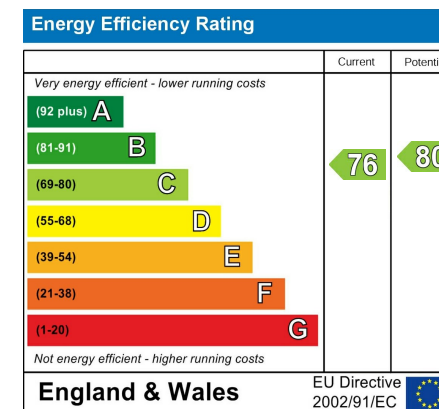 Energy Efficiency Rating
Current Potenti
Very energy efficient - lower running costs
(92 plus) A
(81-91) B
(69-80) C
(55-68) D
(39-54) E
(21-38) F
(1-20) G
76
80
Not energy efficient - higher running costs
England & Wales
EU Directive
2002/91/EC